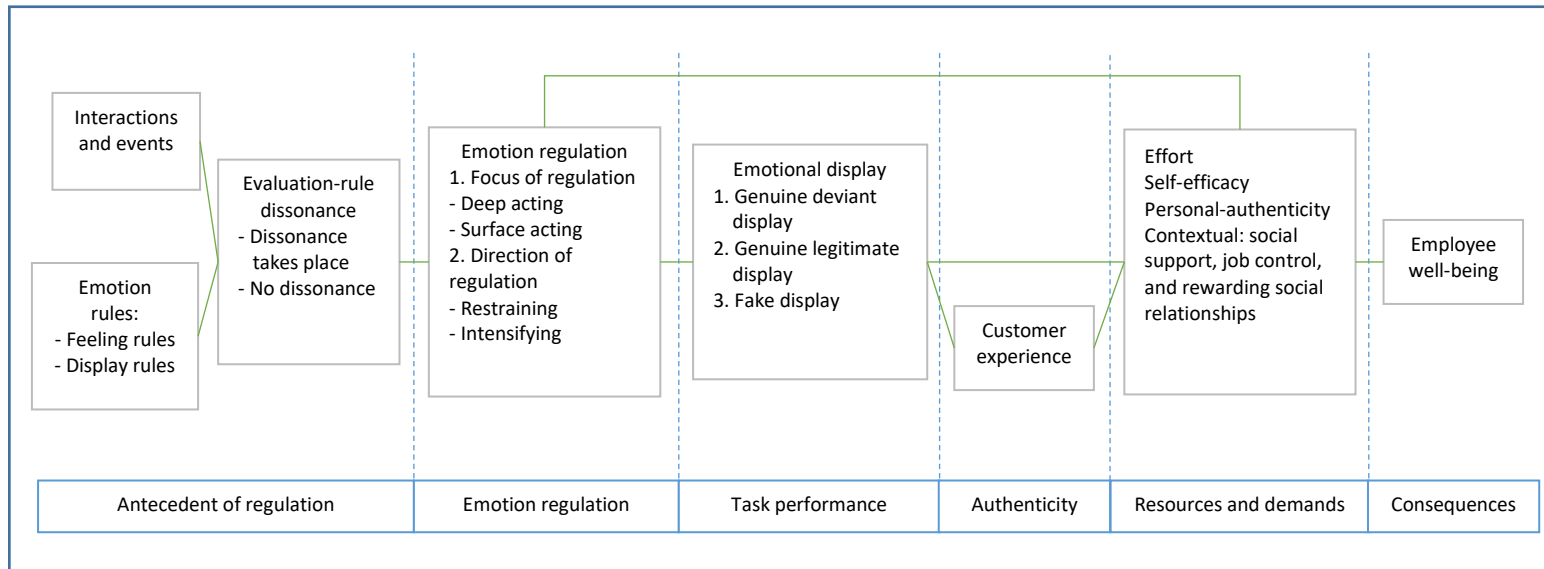 Interactions
and events
Emotion
rules:
- Feeling rules
- Display rules
Evaluation-rule
dissonance
- Dissonance
takes place
- No dissonance
Emotion regulation
1. Focus of regulation
- Deep acting
- Surface acting
2. Direction of
regulation
- Restraining
- Intensifying
Emotional display
1. Genuine deviant
display
2. Genuine legitimate
display
3. Fake display
Customer
experience
Effort
Self-efficacy
Personal-authenticity
Contextual: social
support, job control,
and rewarding social
relationships
Employee
well-being
Antecedent of regulation
Emotion regulation
Task performance
Authenticity
Resources and demands
Consequences